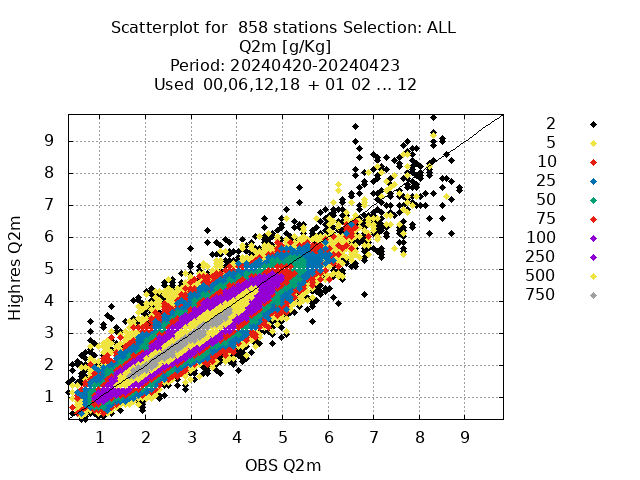 Scatterplot for  858 stations Selection: ALL
Q2m [g/Kg]
Period: 20240420-20240423
Used  00,06,12,18 + 01 02 ... 12
Highres Q2m
9
8
7
6
5
4
3
2
1
1 2 3 4 5 6 7 8 9
OBS Q2m
2
5
10
25
50
75
100
250
500
750